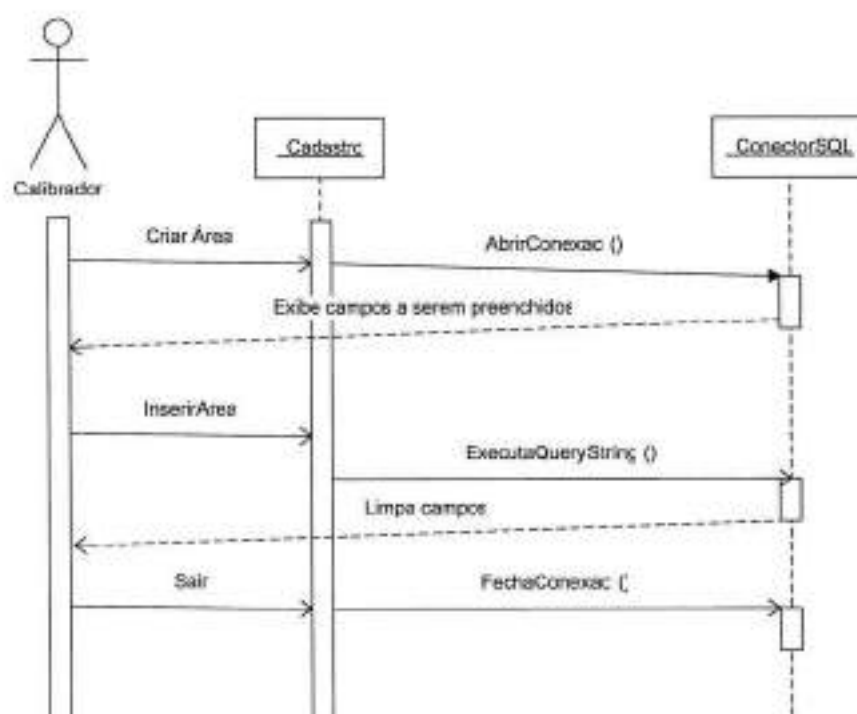 Cadastro
ConectorSQL
Calibrador
Criar Área
AbrirConexao ()
Exibe campos a serem preenchidos
InserirArea
ExecutaQueryString ()
Limpa campos
Sair
FechaConexao ()